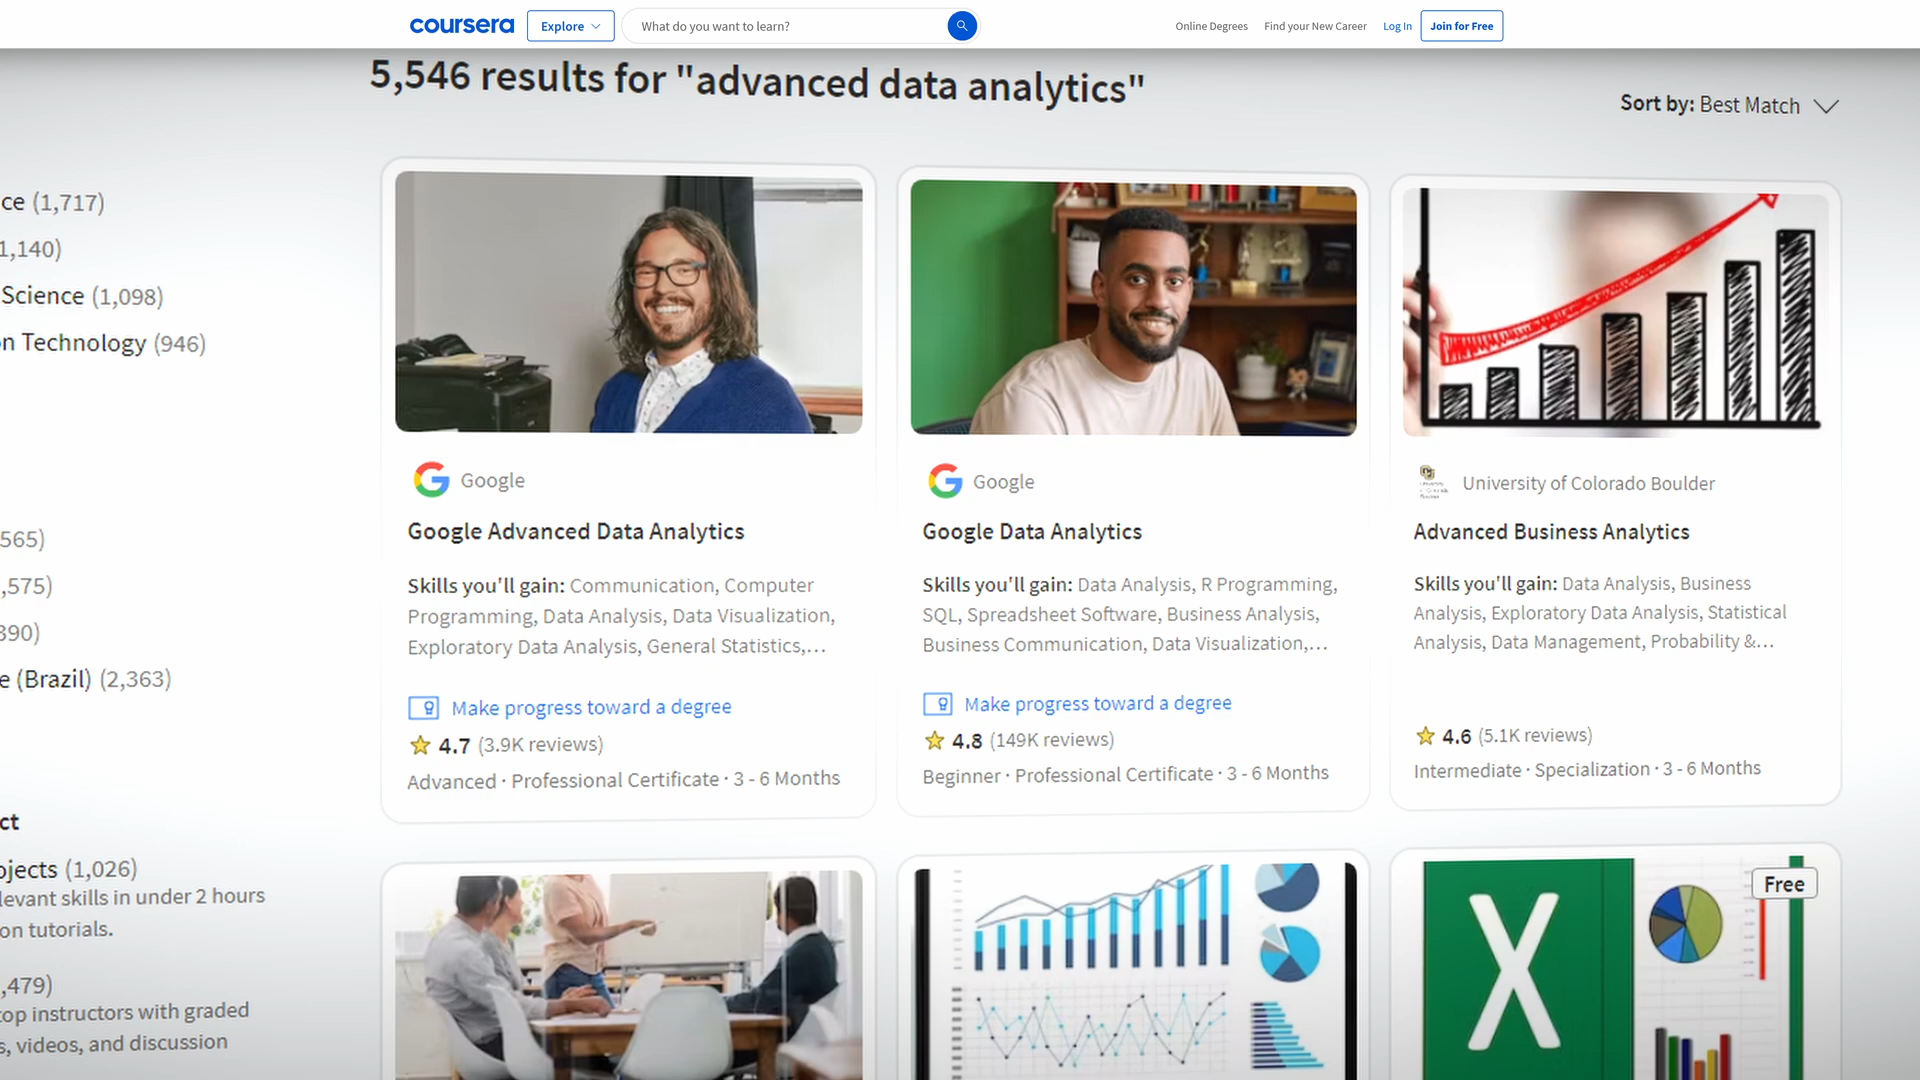 coursera
Explore
What do you want to learn?
Online Degrees
Find your New Career
Log In
Join for Free
5,546 results for "advanced data analytics"
Sort by: Best Match
ce (1,717)
1,140)
Science (1,098)
n Technology (946)
565)
,575)
390)
e (Brazil) (2,363)
ct
ojects (1,026)
levant skills in under 2 hours
on tutorials.
,479)
top instructors with graded
s, videos, and discussion
Google
Google Advanced Data Analytics
Skills you'll gain: Communication, Computer
Programming, Data Analysis, Data Visualization,
Exploratory Data Analysis, General Statistics,...
Make progress toward a degree
4.7 (3.9K reviews)
Advanced · Professional Certificate · 3 - 6 Months
Google
Google Data Analytics
Skills you'll gain: Data Analysis, R Programming,
SQL, Spreadsheet Software, Business Analysis,
Business Communication, Data Visualization,...
Make progress toward a degree
4.8 (149K reviews)
Beginner · Professional Certificate · 3 - 6 Months
University of Colorado Boulder
Advanced Business Analytics
Skills you'll gain: Data Analysis, Business
Analysis, Exploratory Data Analysis, Statistical
Analysis, Data Management, Probability &...
4.6 (5.1K reviews)
Intermediate · Specialization · 3 - 6 Months
X
Free